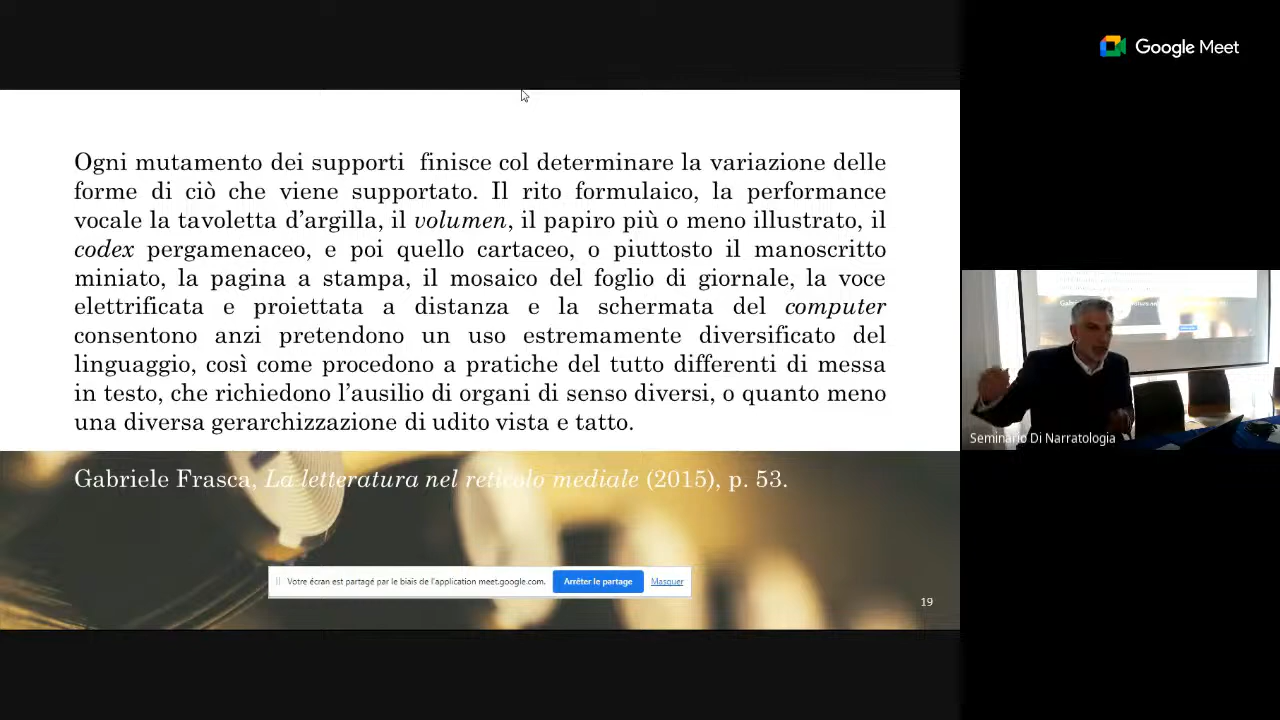 Google Meet
Ogni mutamento dei supporti finisce col determinare la variazione delle
forme di ciò che viene supportato. Il rito formulaico, la performance
vocale la tavoletta d'argilla, il volumen, il papiro più o meno illustrato, il
codex pergamenaceo, e poi quello cartaceo, o piuttosto il manoscritto
miniato, la pagina a stampa, il mosaico del foglio di giornale, la voce
elettrificata e proiettata a distanza e la schermata del computer
consentono anzi pretendono un uso estremamente diversificato del
linguaggio, così come procedono a pratiche del tutto differenti di messa
in testo, che richiedono l'ausilio di organi di senso diversi, o quanto meno
una diversa gerarchizzazione di udito vista e tatto.
Gabriele Frasca, La letteratura nel reticolo mediale (2015), p. 53.
Votre écran est partagé par le biais de l'application meet.google.com.
Arrêter le partage
Masquer
19
Seminario Di Narratologia